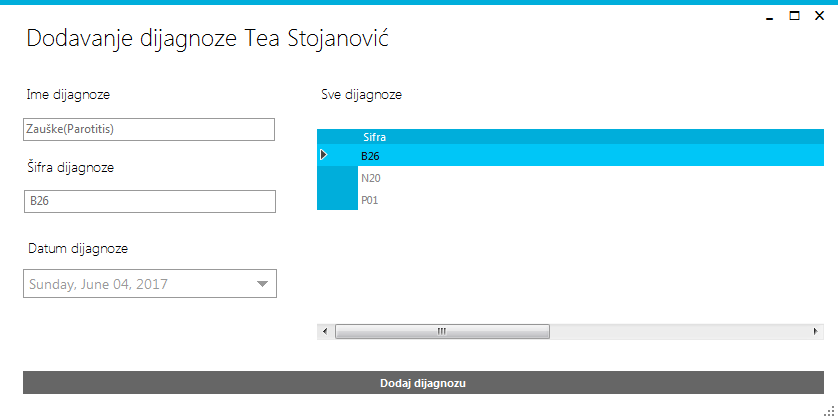 Dodavanje dijagnoze Tea Stojanović
Ime dijagnoze
Zauške(Parotitis)
Šifra dijagnoze
B26
Datum dijagnoze
Sunday, June 04, 2017
Sve dijagnoze
Sifra
B26
N20
P01
Dodaj dijagnozu